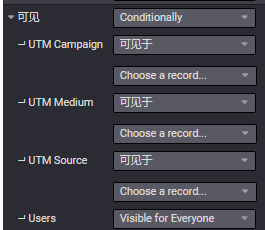 可见 Conditionally
UTM Campaign 可见于
Choose a record...
UTM Medium 可见于
Choose a record...
UTM Source 可见于
Choose a record...
Users Visible for Everyone